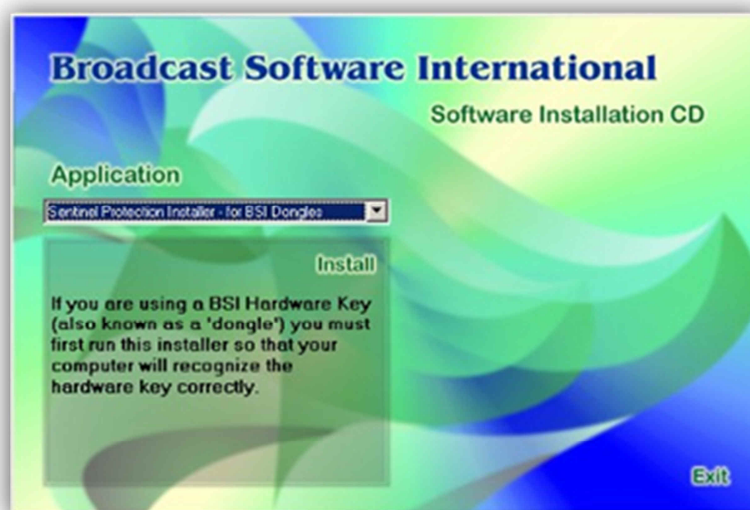 Broadcast Software International
Software Installation CD
Application
Sentinel Protection Installer - for BSI Dongles
Install
If you are using a BSI Hardware Key
(also known as a 'dongle') you must
first run this installer so that your
computer will recognize the
hardware key correctly.
Exit